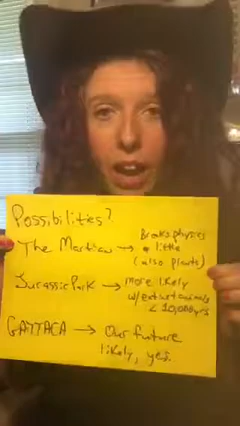 Possibilities?
The Martian → Breaks physics
a little
(also plants)
Jurassic Park → More likely
w/ extinct animals
< 10,000 yrs
GATTACA → Our future
likely, yes.